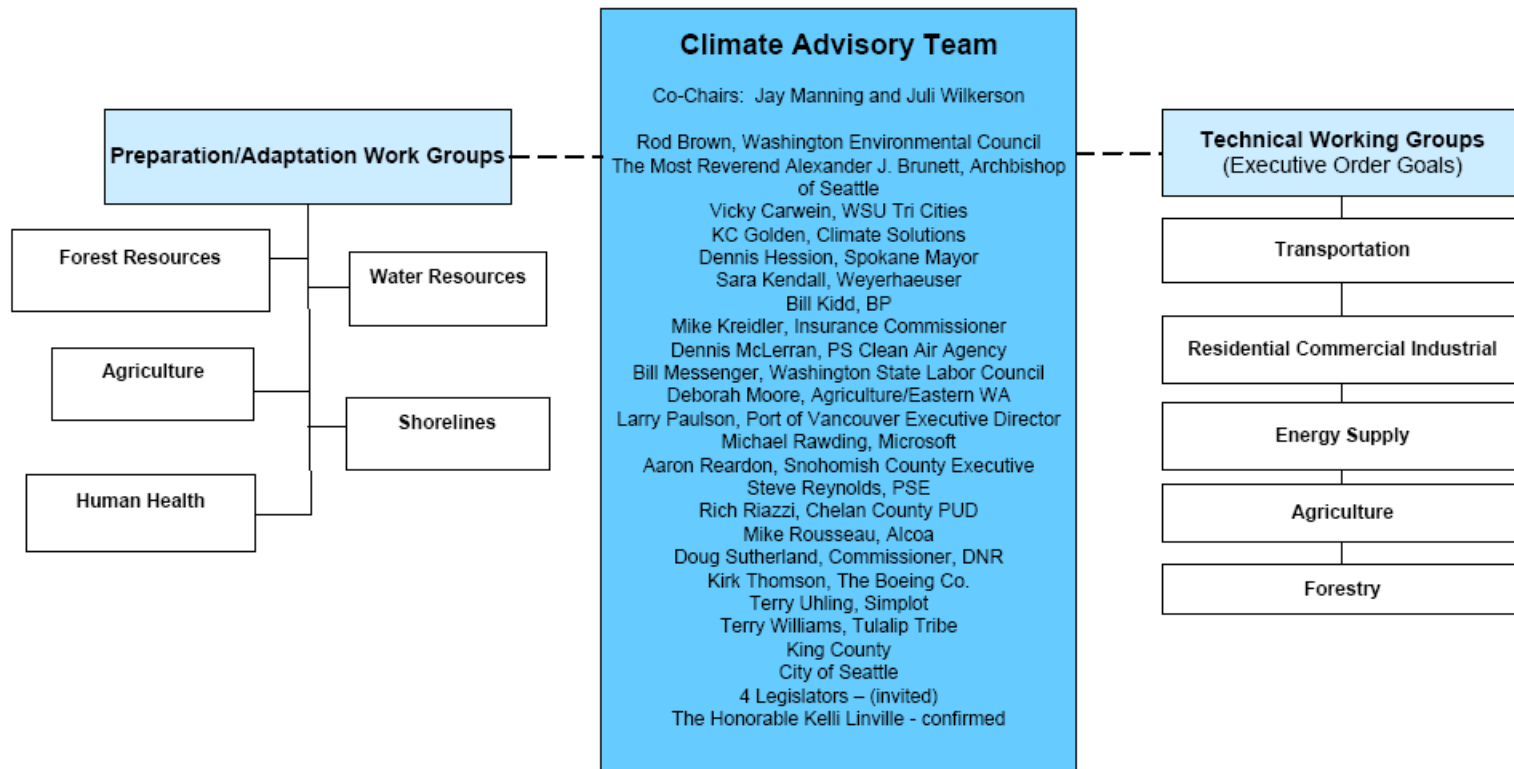 Climate Advisory Team
Co-Chairs: Jay Manning and Juli Wilkerson
Rod Brown, Washington Environmental Council
The Most Reverend Alexander J. Brunett, Archbishop
of Seattle
Vicky Carwein, WSU Tri Cities
KC Golden, Climate Solutions
Dennis Hession, Spokane Mayor
Sara Kendall, Weyerhaeuser
Bill Kidd, BP
Mike Kreidler, Insurance Commissioner
Dennis McLerran, PS Clean Air Agency
Bill Messenger, Washington State Labor Council
Deborah Moore, Agriculture/Eastern WA
Larry Paulson, Port of Vancouver Executive Director
Michael Rawding, Microsoft
Aaron Reardon, Snohomish County Executive
Steve Reynolds, PSE
Rich Riazzi, Chelan County PUD
Mike Rousseau, Alcoa
Doug Sutherland, Commissioner, DNR
Kirk Thomson, The Boeing Co.
Terry Uhling, Simplot
Terry Williams, Tulalip Tribe
King County
City of Seattle
4 Legislators – (invited)
The Honorable Kelli Linville - confirmed
Preparation/Adaptation Work Groups
Forest Resources
Water Resources
Agriculture
Shorelines
Human Health
Technical Working Groups
(Executive Order Goals)
Transportation
Residential Commercial Industrial
Energy Supply
Agriculture
Forestry